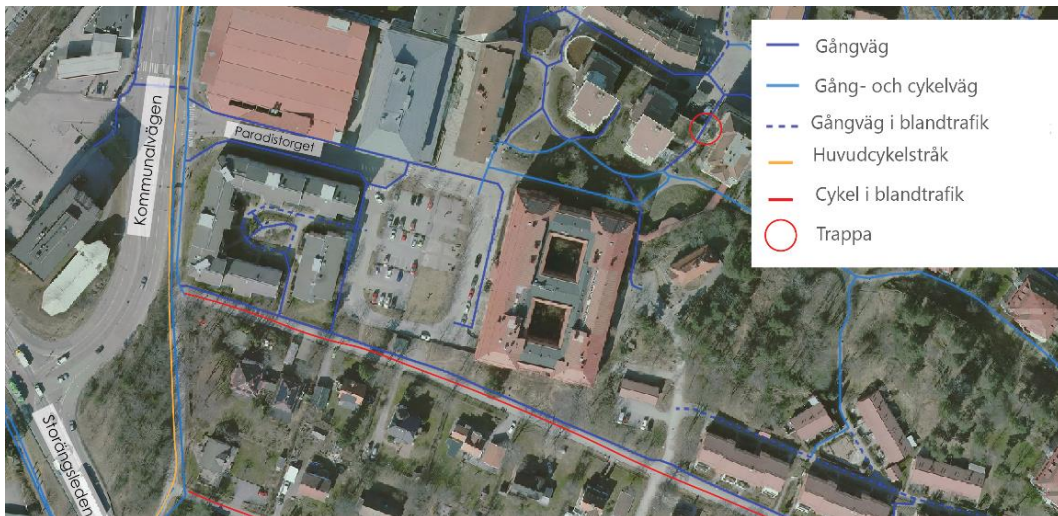 Kommunalvägen
Paradistorget
Storängsleden
Gångväg
Gång- och cykelväg
Gångväg i blandtrafik
Huvudcykelstråk
Cykel i blandtrafik
Trappa